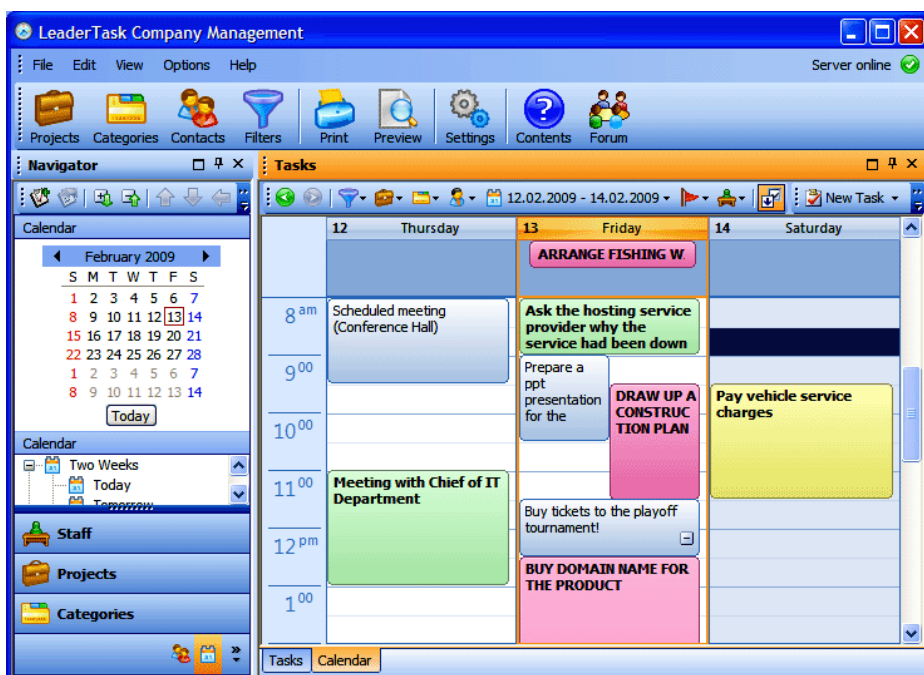 LeaderTask Company Management
File Edit View Options Help
Server online
Projects Categories Contacts Filters Print Preview Settings Contents Forum
Navigator
Tasks
12.02.2009 - 14.02.2009
New Task
Calendar
February 2009
S M T W T F S
1 2 3 4 5 6 7
8 9 10 11 12 13 14
15 16 17 18 19 20 21
22 23 24 25 26 27 28
1 2 3 4 5 6 7
8 9 10 11 12 13 14
Today
Calendar
Two Weeks
Today
Tomorrow
Staff
Projects
Categories
12 Thursday
13 Friday
14 Saturday
ARRANGE FISHING W
8 am
9 00
10 00
11 00
12 pm
1 00
Scheduled meeting
(Conference Hall)
Meeting with Chief of IT
Department
Ask the hosting service
provider why the
service had been down
Prepare a
ppt
presentation
for the
DRAW UP A
CONSTRUC
TION PLAN
Buy tickets to the playoff
tournament!
BUY DOMAIN NAME FOR
THE PRODUCT
Pay vehicle service
charges
Tasks Calendar